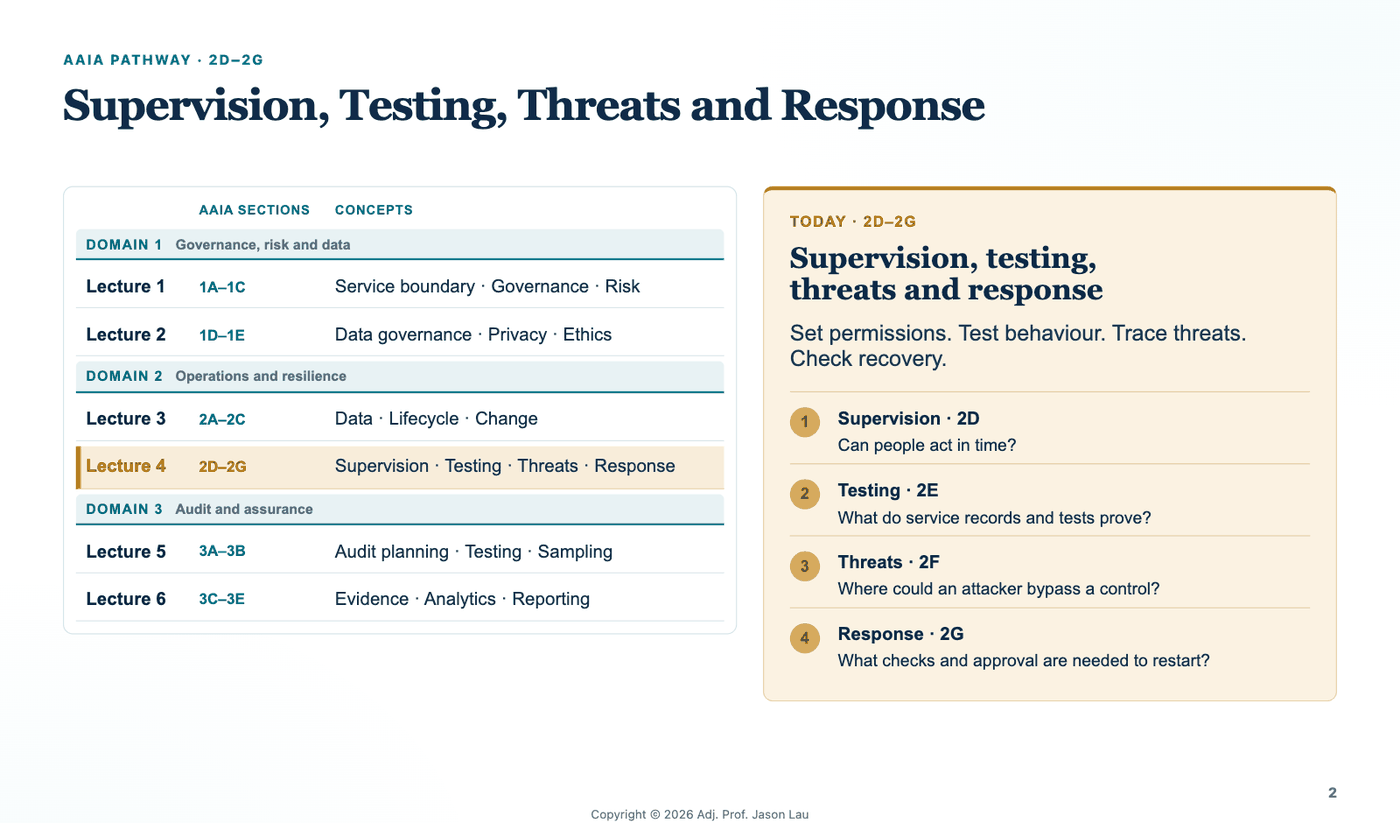 AAIA PATHWAY · 2D–2G
Supervision, Testing, Threats and Response
AAIA SECTIONS CONCEPTS
DOMAIN 1 Governance, risk and data
Lecture 1 1A–1C Service boundary · Governance · Risk
Lecture 2 1D–1E Data governance · Privacy · Ethics
DOMAIN 2 Operations and resilience
Lecture 3 2A–2C Data · Lifecycle · Change
Lecture 4 2D–2G Supervision · Testing · Threats · Response
DOMAIN 3 Audit and assurance
Lecture 5 3A–3B Audit planning · Testing · Sampling
Lecture 6 3C–3E Evidence · Analytics · Reporting
TODAY · 2D–2G
Supervision, testing,
threats and response
Set permissions. Test behaviour. Trace threats.
Check recovery.
1 Supervision · 2D
Can people act in time?
2 Testing · 2E
What do service records and tests prove?
3 Threats · 2F
Where could an attacker bypass a control?
4 Response · 2G
What checks and approval are needed to restart?
2
Copyright © 2026 Adj. Prof. Jason Lau